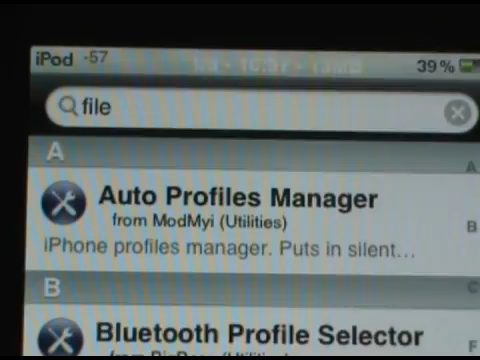 iPod -57 39%
file
A
A
Auto Profiles Manager
from ModMyi (Utilities)
B
iPhone profiles manager. Puts in silent...
B
C
Bluetooth Profile Selector
F